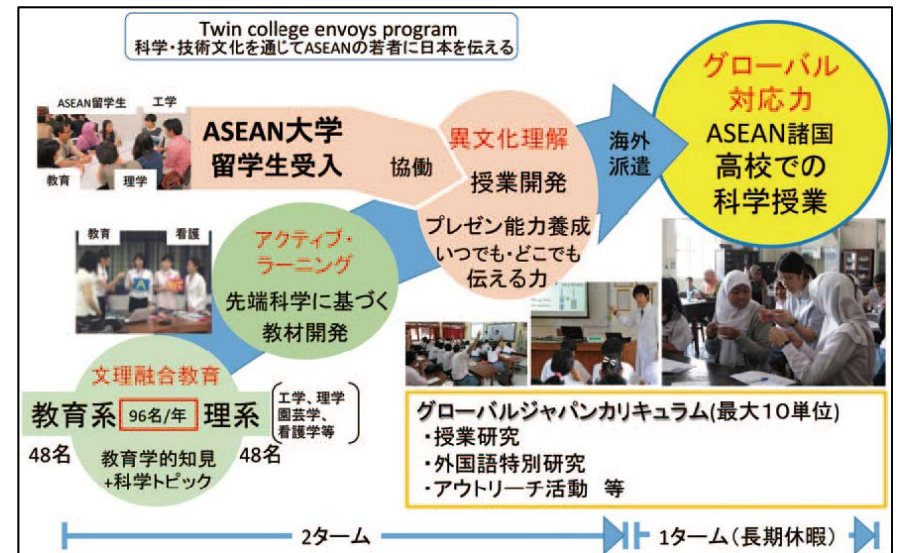 Twin college envoys program
科学・技術文化を通じてASEANの若者に日本を伝える
ASEAN留学生
工学
教育
理学
ASEAN大学
留学生受入
協働
異文化理解
授業開発
プレゼン能力養成
いつでも・どこでも
伝える力
海外
派遣
グローバル
対応力
ASEAN諸国
高校での
科学授業
教育
看護
アクティブ・
ラーニング
先端科学に基づく
教材開発
文理融合教育
教育系
96名/年
理系
工学、理学
園芸学、
看護学等
48名
48名
教育学的知見
+科学トピック
グローバルジャパンカリキュラム(最大10単位)
・授業研究
・外国語特別研究
・アウトリーチ活動 等
2ターム
1ターム(長期休暇)